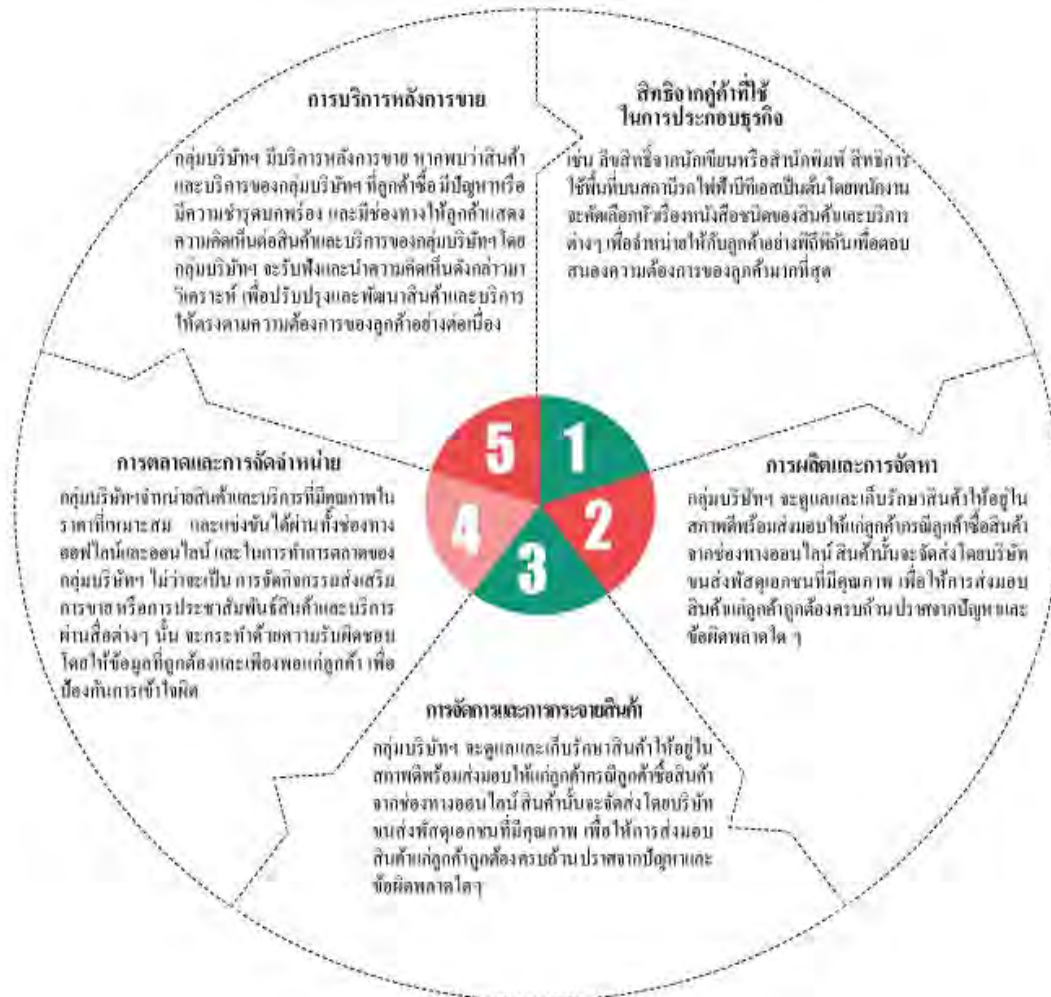 สิทธิจากคู่ค้าที่ใช้
ในการประกอบธุรกิจ
เช่น ลิขสิทธิ์จากนักเขียนหรือสำนักพิมพ์ สิทธิการ
ใช้พื้นที่บนสถานีรถไฟฟ้าบีทีเอสเป็นต้นโดยพนักงาน
จะคัดเลือกหัวเรื่องหนังสือชนิดของสินค้าและบริการ
ต่างๆ เพื่อจำหน่ายให้กับลูกค้าอย่างพิถีพิถันเพื่อตอบ
สนองความต้องการของลูกค้ามากที่สุด
การผลิตและการจัดหา
กลุ่มบริษัทฯ จะดูแลและเก็บรักษาสินค้าให้อยู่ใน
สภาพดีพร้อมส่งมอบให้แก่ลูกค้ากรณีลูกค้าซื้อสินค้า
จากช่องทางออนไลน์ สินค้านั้นจะจัดส่งโดยบริษัท
ขนส่งพัสดุเอกชนที่มีคุณภาพ เพื่อให้การส่งมอบ
สินค้าแก่ลูกค้าถูกต้องครบถ้วน ปราศจากปัญหาและ
ข้อผิดพลาดใด ๆ
การจัดการและการกระจายสินค้า
กลุ่มบริษัทฯ จะดูแลและเก็บรักษาสินค้าให้อยู่ใน
สภาพดีพร้อมส่งมอบให้แก่ลูกค้ากรณีลูกค้าซื้อสินค้า
จากช่องทางออนไลน์ สินค้านั้นจะจัดส่งโดยบริษัท
ขนส่งพัสดุเอกชนที่มีคุณภาพ เพื่อให้การส่งมอบ
สินค้าแก่ลูกค้าถูกต้องครบถ้วน ปราศจากปัญหาและ
ข้อผิดพลาดใดๆ
การตลาดและการจัดจำหน่าย
กลุ่มบริษัทฯจำหน่ายสินค้าและบริการที่มีคุณภาพใน
ราคาที่เหมาะสม และแข่งขันได้ผ่านทั้งช่องทาง
ออฟไลน์และออนไลน์ และในการทำการตลาดของ
กลุ่มบริษัทฯ ไม่ว่าจะเป็น การจัดกิจกรรมส่งเสริม
การขาย หรือการประชาสัมพันธ์สินค้าและบริการ
ผ่านสื่อต่างๆ นั้น จะกระทำด้วยความรับผิดชอบ
โดยให้ข้อมูลที่ถูกต้องและเพียงพอแก่ลูกค้า เพื่อ
ป้องกันการเข้าใจผิด
การบริการหลังการขาย
กลุ่มบริษัทฯ มีบริการหลังการขาย หากพบว่าสินค้า
และบริการของกลุ่มบริษัทฯ ที่ลูกค้าซื้อ มีปัญหาหรือ
มีความชำรุดบกพร่อง และมีช่องทางให้ลูกค้าแสดง
ความคิดเห็นต่อสินค้าและบริการของกลุ่มบริษัทฯ โดย
กลุ่มบริษัทฯ จะรับฟังและนำความคิดเห็นดังกล่าวมา
วิเคราะห์ เพื่อปรับปรุงและพัฒนาสินค้าและบริการ
ให้ตรงตามความต้องการของลูกค้าอย่างต่อเนื่อง
1
2
3
4
5